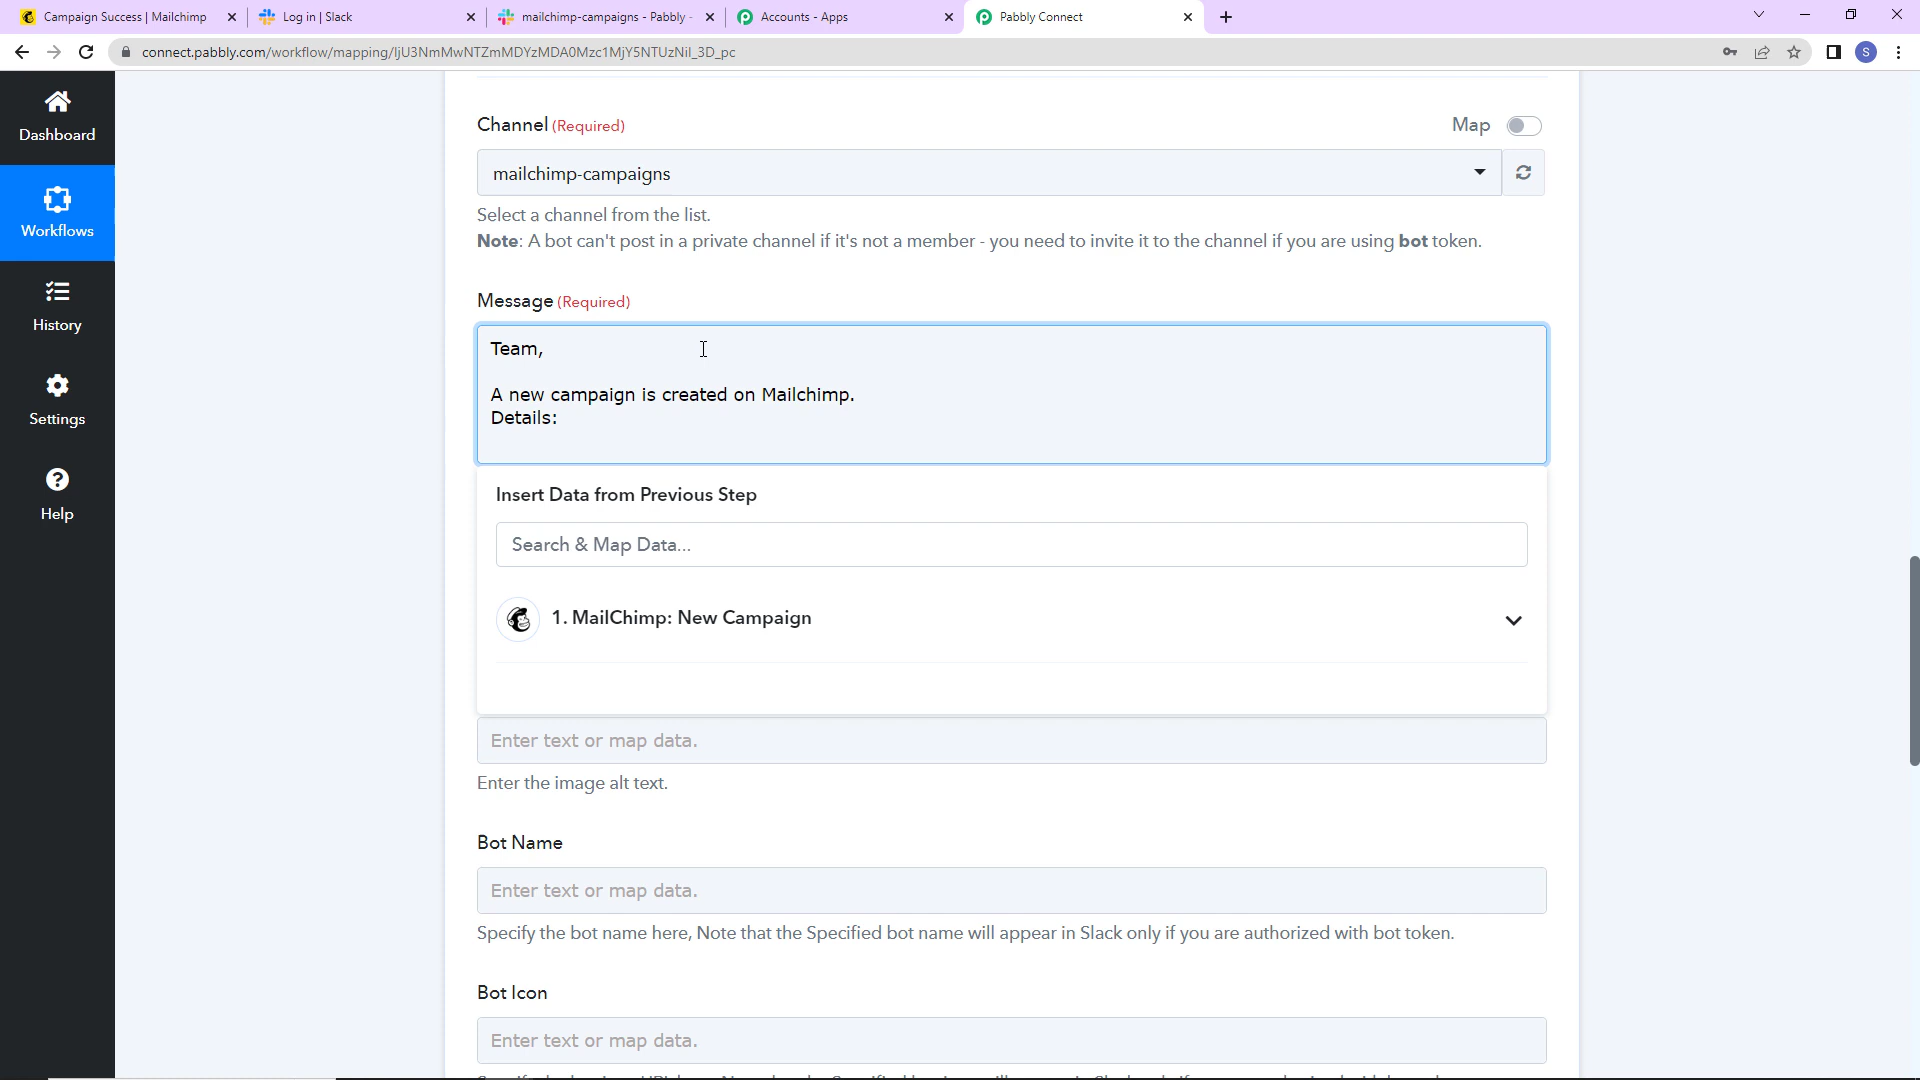 Campaign Success | Mailchimp
Log in | Slack
mailchimp-campaigns - Pabbly -
Accounts - Apps
Pabbly Connect
connect.pabbly.com/workflow/mapping/IjU3NmMwNTZmMDYzMDA0Mzc1MjY5NTUzNiI_3D_pc
S
Dashboard
Workflows
History
Settings
Help
Channel (Required)
Map
mailchimp-campaigns
Select a channel from the list.
Note: A bot can't post in a private channel if it's not a member - you need to invite it to the channel if you are using bot token.
Message (Required)
Team,
A new campaign is created on Mailchimp.
Details:
Insert Data from Previous Step
Search & Map Data...
1. MailChimp: New Campaign
Enter text or map data.
Enter the image alt text.
Bot Name
Enter text or map data.
Specify the bot name here, Note that the Specified bot name will appear in Slack only if you are authorized with bot token.
Bot Icon
Enter text or map data.